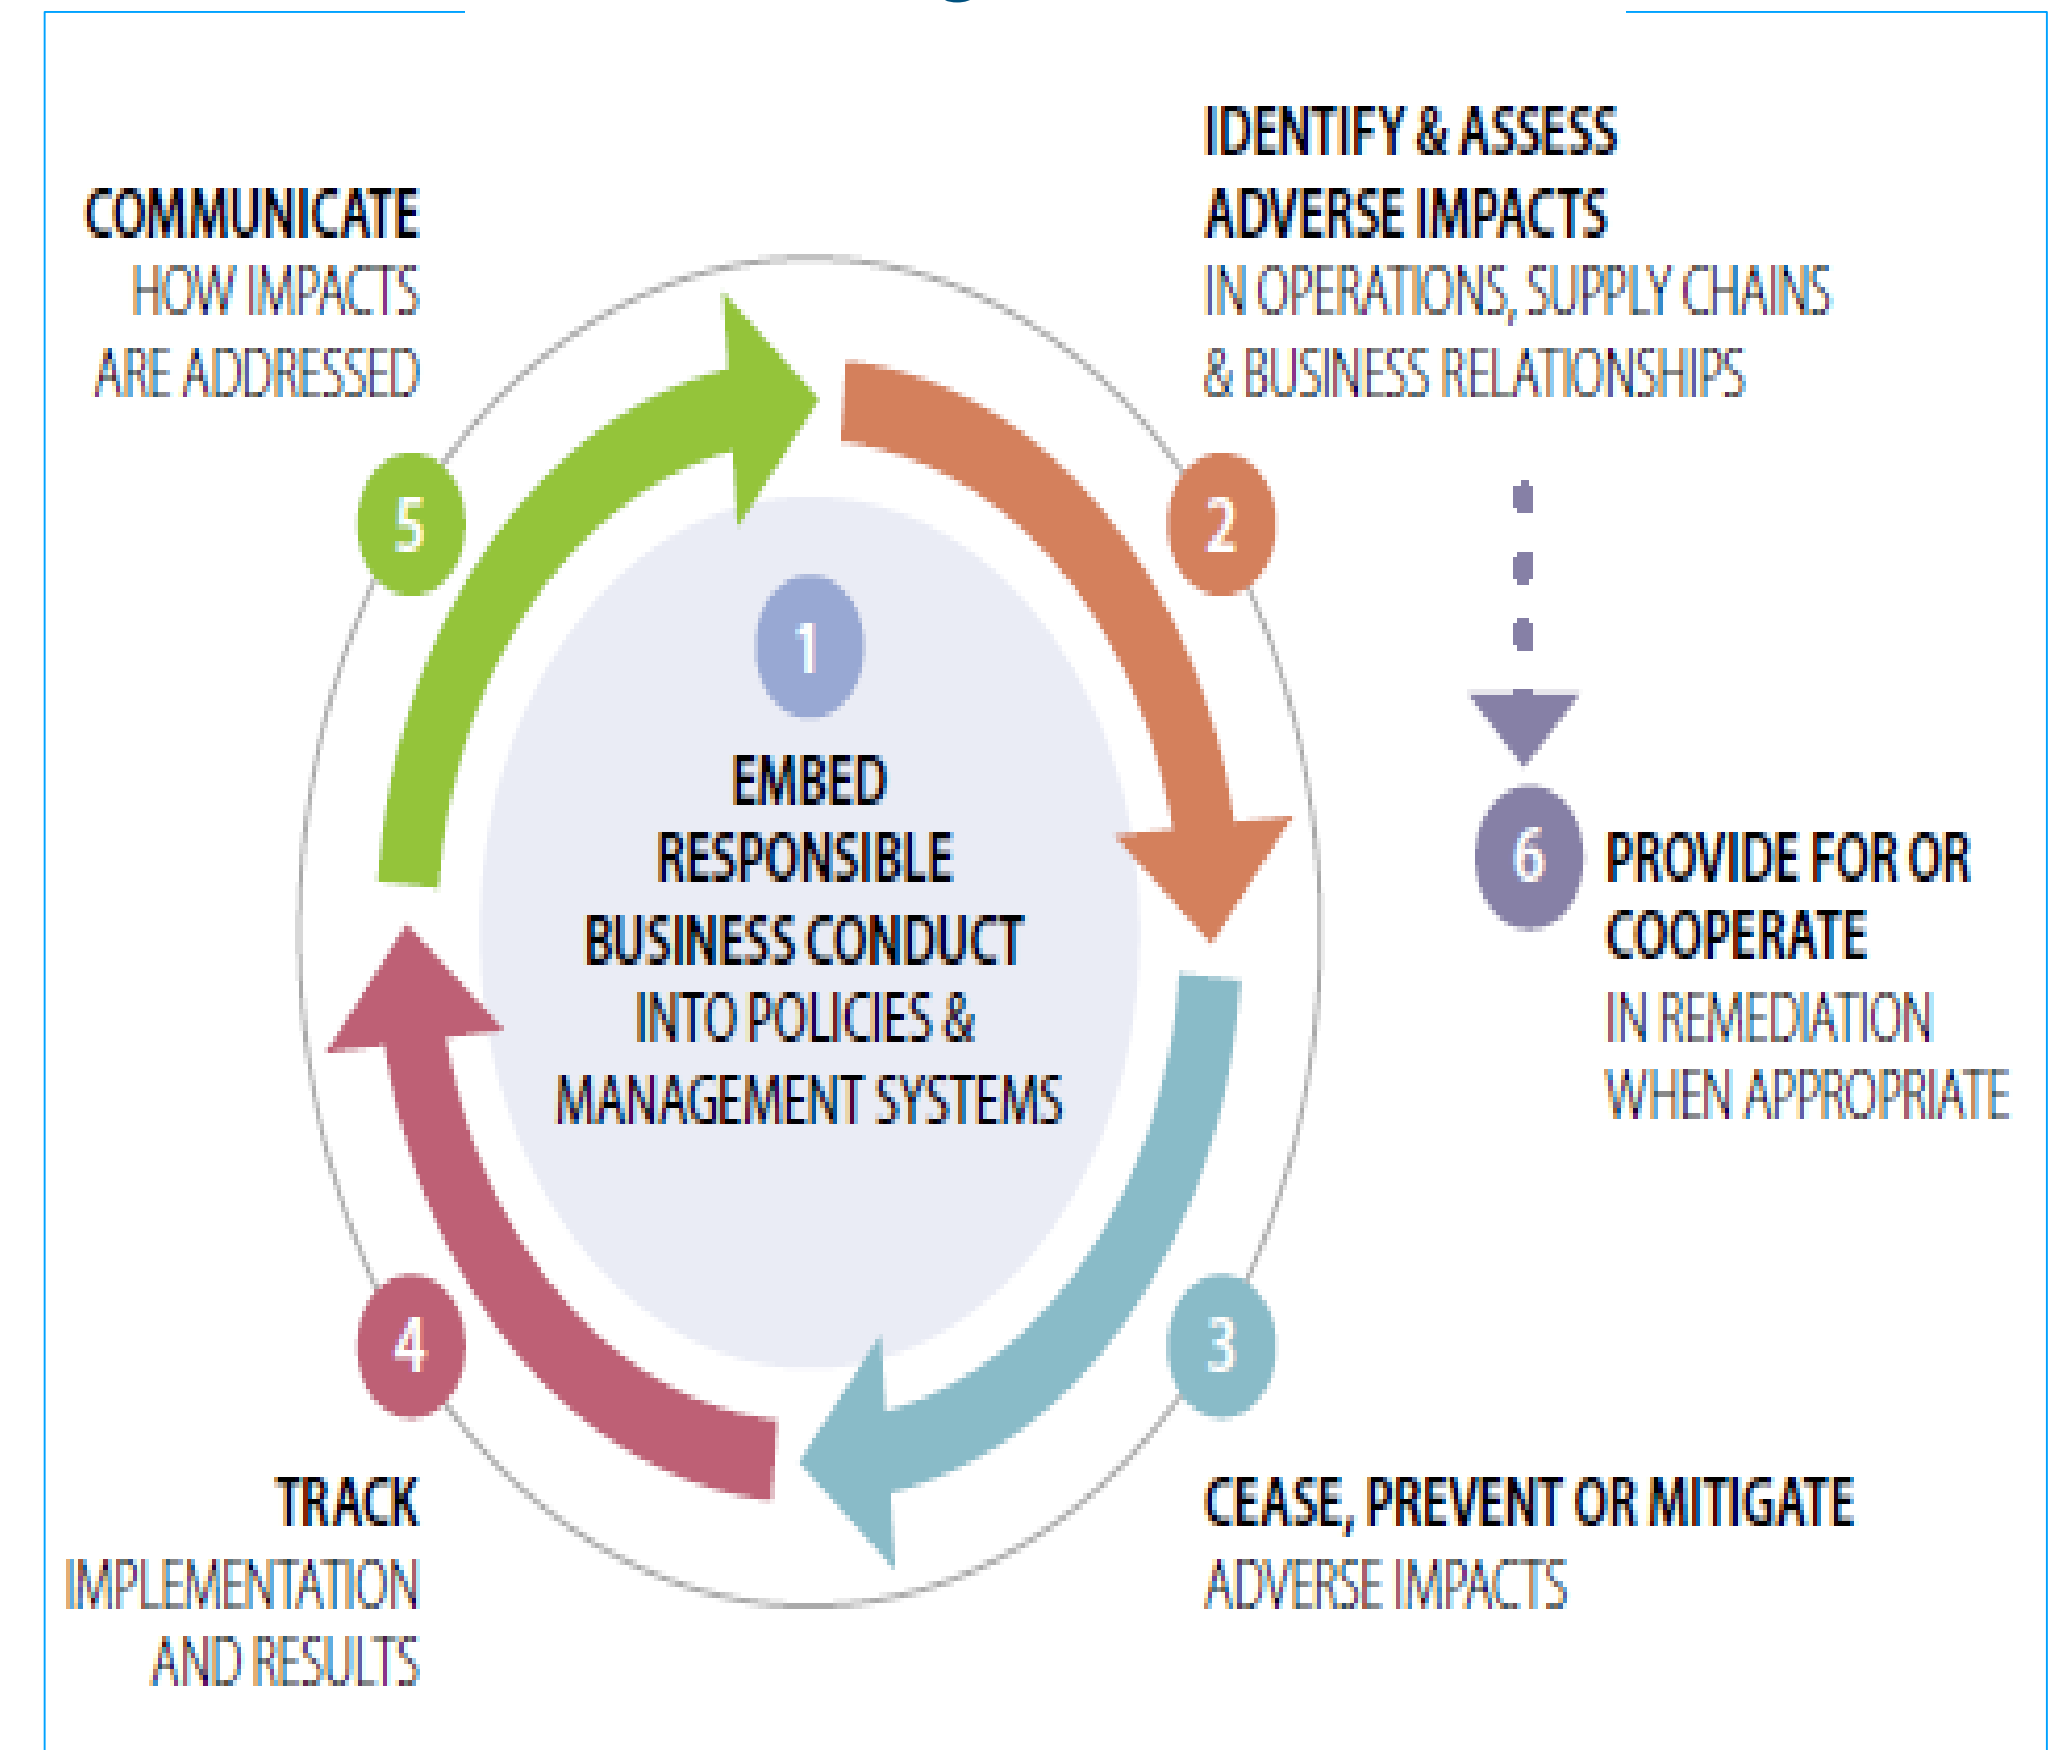 IDENTIFY & ASSESS
ADVERSE IMPACTS
IN OPERATIONS, SUPPLY CHAINS
& BUSINESS RELATIONSHIPS
COMMUNICATE
HOW IMPACTS
ARE ADDRESSED
5
2
1
EMBED
RESPONSIBLE
BUSINESS CONDUCT
INTO POLICIES &
MANAGEMENT SYSTEMS
6
PROVIDE FOR OR
COOPERATE
IN REMEDIATION
WHEN APPROPRIATE
4
3
TRACK
IMPLEMENTATION
AND RESULTS
CEASE, PREVENT OR MITIGATE
ADVERSE IMPACTS